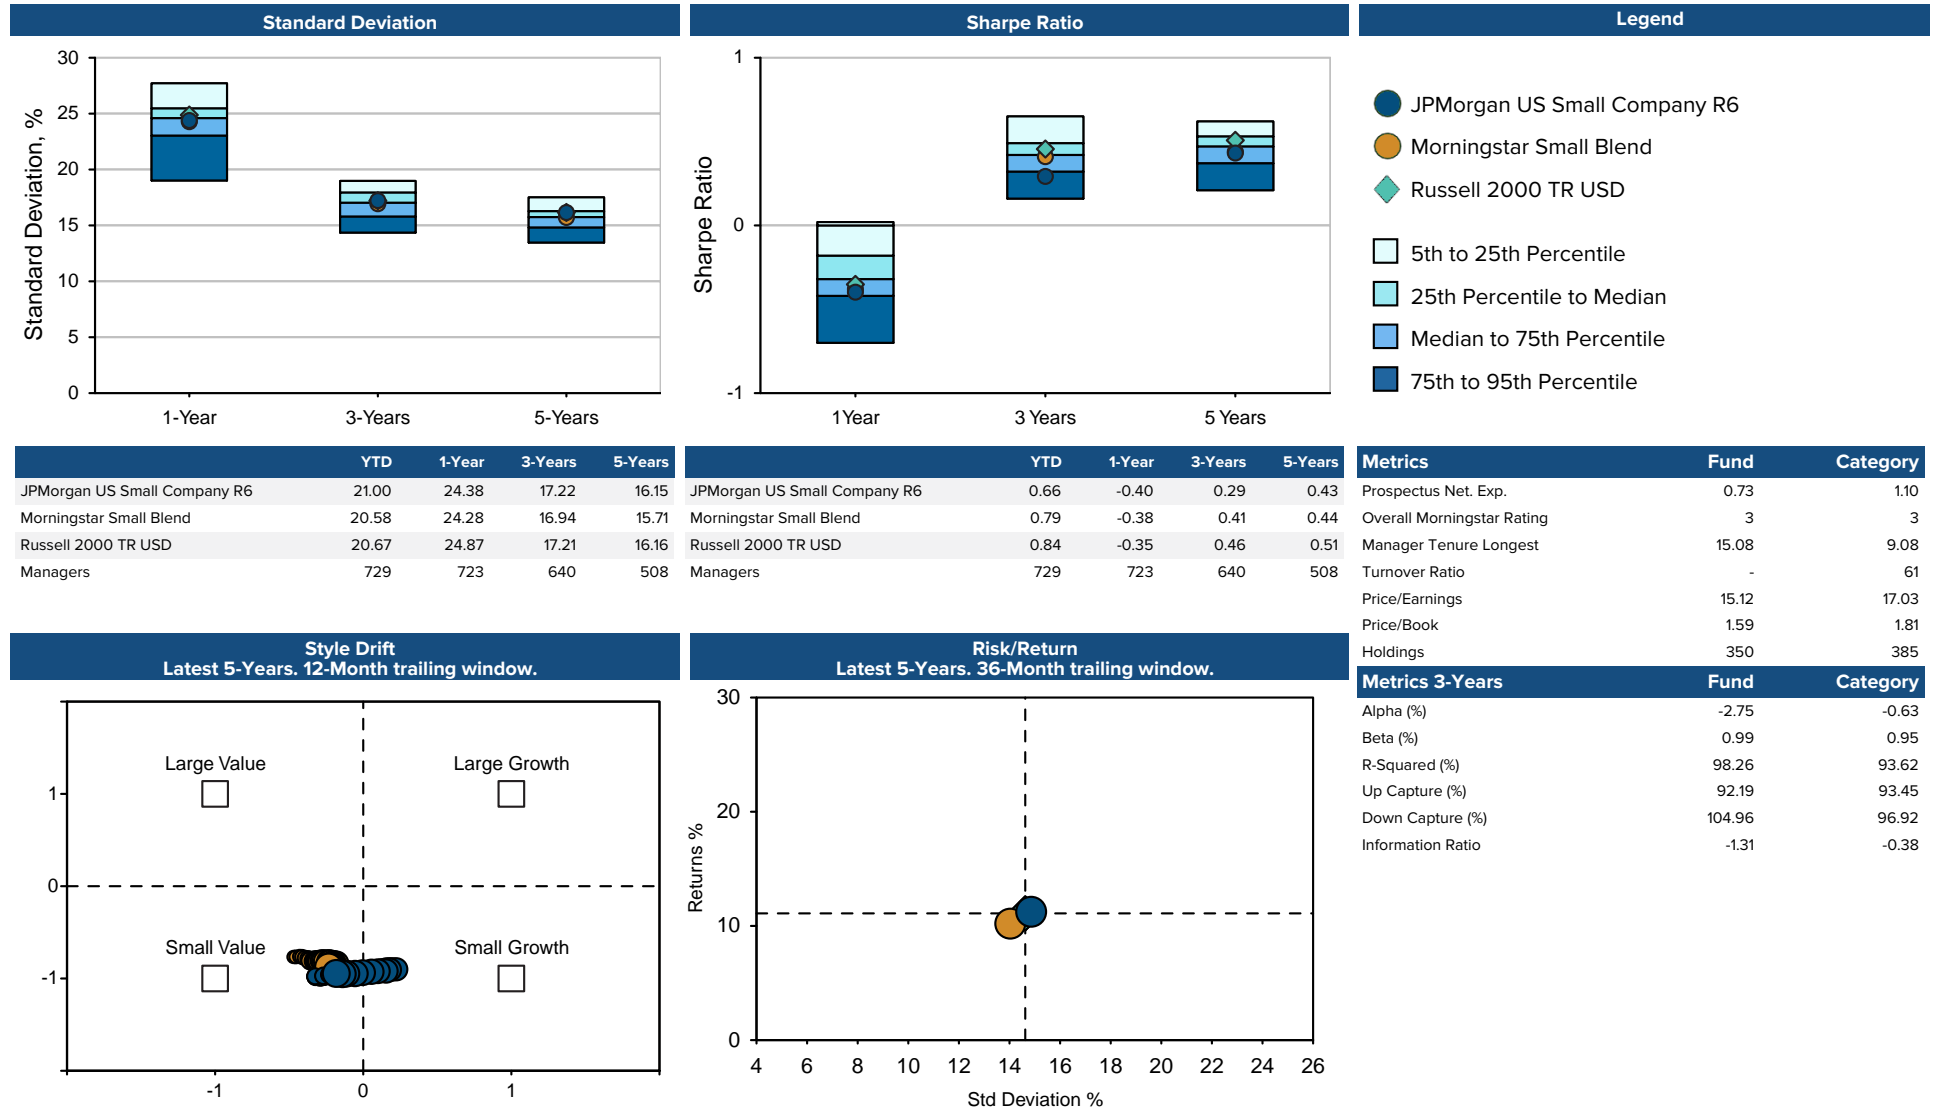 Standard Deviation
30
25
20
15
10
5
0
Standard Deviation, %
1-Year 3-Years 5-Years
Sharpe Ratio
1
0
-1
Sharpe Ratio
1Year 3 Years 5 Years
Legend
JPMorgan US Small Company R6
Morningstar Small Blend
Russell 2000 TR USD
5th to 25th Percentile
25th Percentile to Median
Median to 75th Percentile
75th to 95th Percentile
YTD 1-Year 3-Years 5-Years
JPMorgan US Small Company R6 21.00 24.38 17.22 16.15
Morningstar Small Blend 20.58 24.28 16.94 15.71
Russell 2000 TR USD 20.67 24.87 17.21 16.16
Managers 729 723 640 508
YTD 1-Year 3-Years 5-Years
JPMorgan US Small Company R6 0.66 -0.40 0.29 0.43
Morningstar Small Blend 0.79 -0.38 0.41 0.44
Russell 2000 TR USD 0.84 -0.35 0.46 0.51
Managers 729 723 640 508
Metrics Fund Category
Prospectus Net. Exp. 0.73 1.10
Overall Morningstar Rating 3 3
Manager Tenure Longest 15.08 9.08
Turnover Ratio - 61
Price/Earnings 15.12 17.03
Price/Book 1.59 1.81
Holdings 350 385
Metrics 3-Years Fund Category
Alpha (%) -2.75 -0.63
Beta (%) 0.99 0.95
R-Squared (%) 98.26 93.62
Up Capture (%) 92.19 93.45
Down Capture (%) 104.96 96.92
Information Ratio -1.31 -0.38
Style Drift
Latest 5-Years. 12-Month trailing window.
Large Value Large Growth
1
0
Small Value Small Growth
-1
-1 0 1
Risk/Return
Latest 5-Years. 36-Month trailing window.
30
20
10
0
Returns %
4 6 8 10 12 14 16 18 20 22 24 26
Std Deviation %